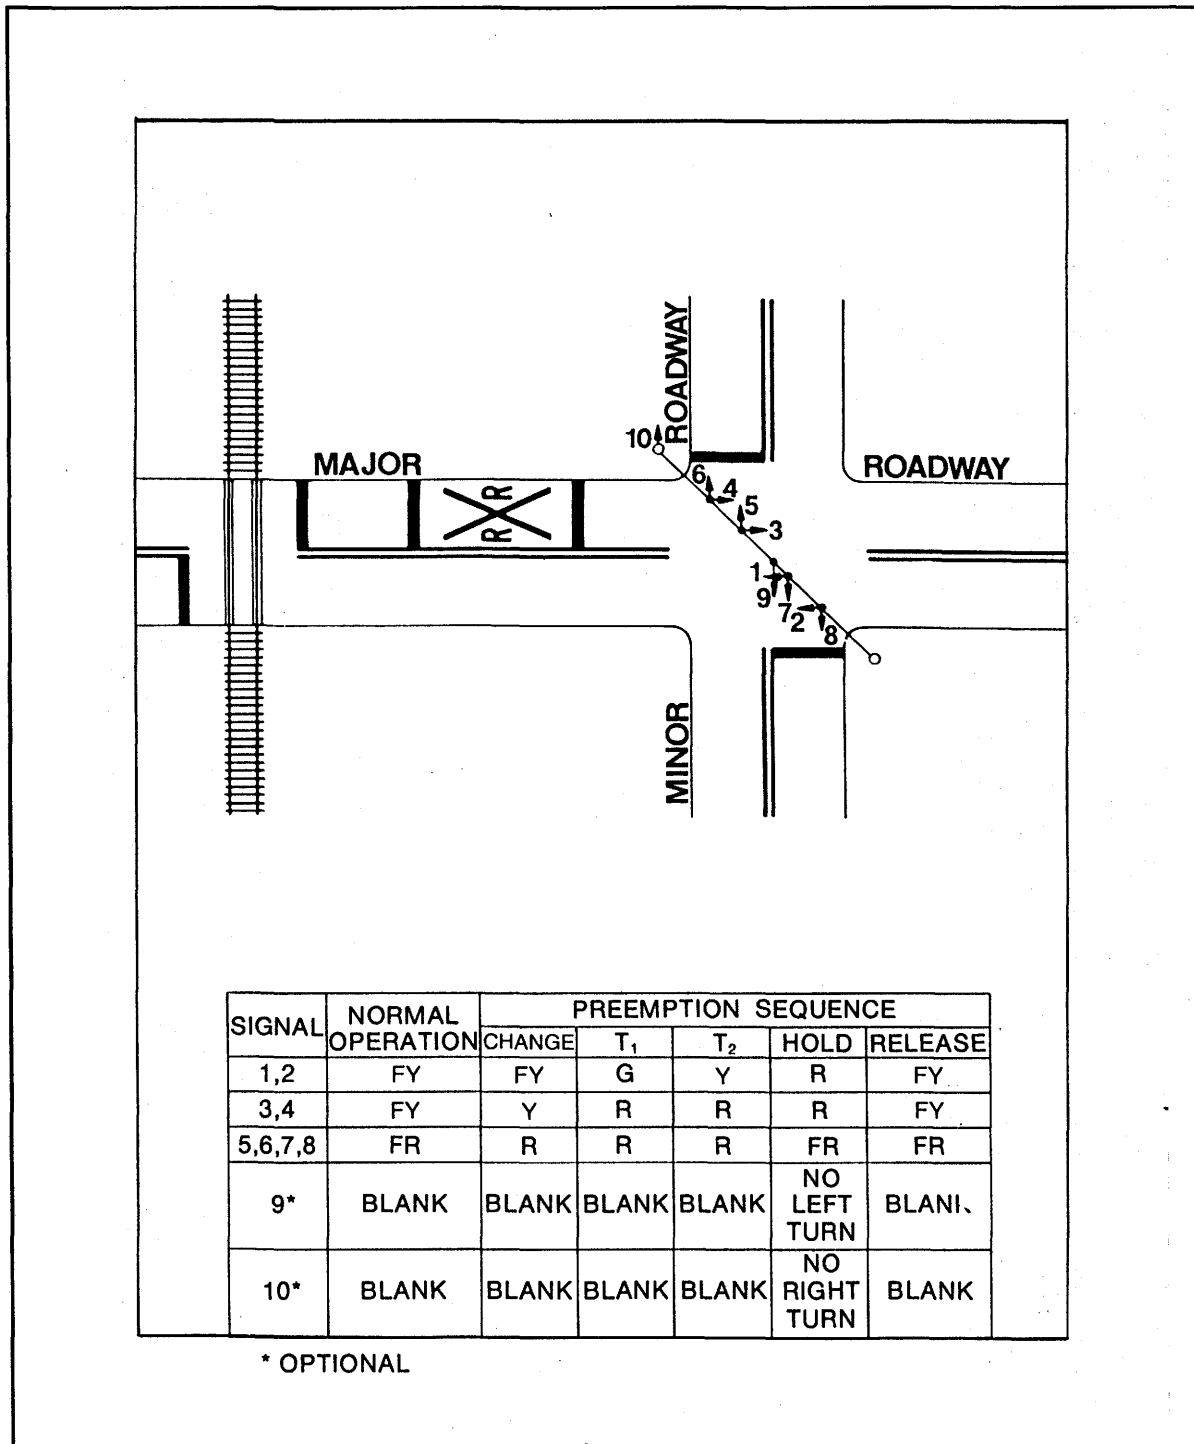 ROADWAY
10
MAJOR
ROADWAY
6
4
5
3
R
R
1
9
7
2
8
MINOR
SIGNAL NORMAL OPERATION PREEMPTION SEQUENCE
CHANGE T₁ T₂ HOLD RELEASE
1,2 FY FY G Y R FY
3,4 FY Y R R R FY
5,6,7,8 FR R R R FR FR
9* BLANK BLANK BLANK BLANK NO LEFT TURN BLANI、
10* BLANK BLANK BLANK BLANK NO RIGHT TURN BLANK
* OPTIONAL